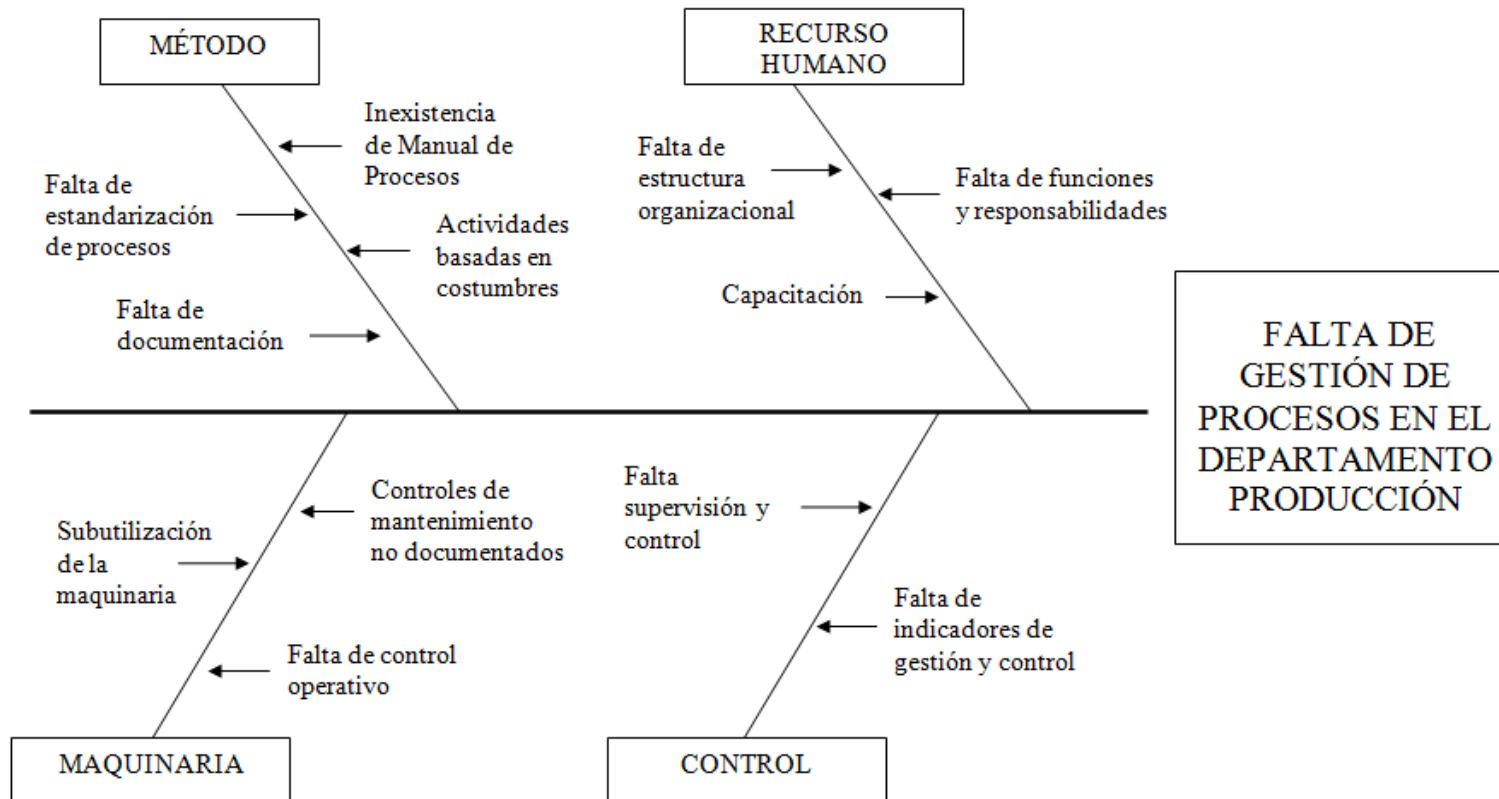 MÉTODO
Inexistencia
de Manual de
Procesos
Falta de
estandarización
de procesos
Actividades
basadas en
costumbres
Falta de
documentación
RECURSO
HUMANO
Falta de
estructura
organizacional
Falta de funciones
y responsabilidades
Capacitación
FALTA DE
GESTIÓN DE
PROCESOS EN EL
DEPARTAMENTO
PRODUCCIÓN
Controles de
mantenimiento
no documentados
Subutilización
de la
maquinaria
Falta de control
operativo
MAQUINARIA
Falta
supervisión y
control
Falta de
indicadores de
gestión y control
CONTROL